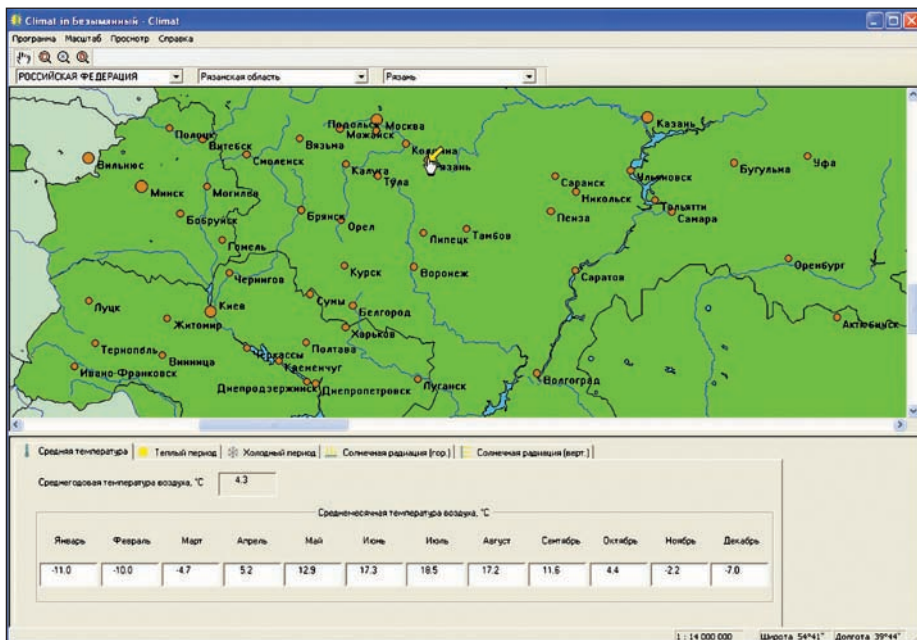 Climat in Безымянный - Climat
Программа Масштаб Просмотр Справка
РОССИЙСКАЯ ФЕДЕРАЦИЯ Рязанская область Рязань
Подольск Москва Казань
Полоцк Можайск
Витебск Вязьма Коломна
Вильнюс Смоленск Калуга Рязань Бугульма Уфа
Тула Ульяновск
Минск Могилев Саранск
Никольск
Тольятти
Бобруйск Брянск Орел Пенза Самара
Гомель Липецк Тамбов
Чернигов Курск Воронеж Саратов Оренбург
Луцк Киев Сумы Белгород
Житомир Харьков Актюбинск
Тернополь Винница Черкассы Полтава
Ивано-Франковск Кременчуг
Днепродзержинск Днепропетровск Луганск Волгоград
Средняя температура Теплый период Холодный период Солнечная радиация (гор.) Солнечная радиация (верт.)
Среднегодовая температура воздуха, °C 4.3
Среднемесячная температура воздуха, °C
Январь Февраль Март Апрель Май Июнь Июль Август Сентябрь Октябрь Ноябрь Декабрь
-11.0 -10.0 -4.7 5.2 12.9 17.3 18.5 17.2 11.6 4.4 -2.2 -7.0
1 : 14 000 000 Широта 54°41" Долгота 39°44"